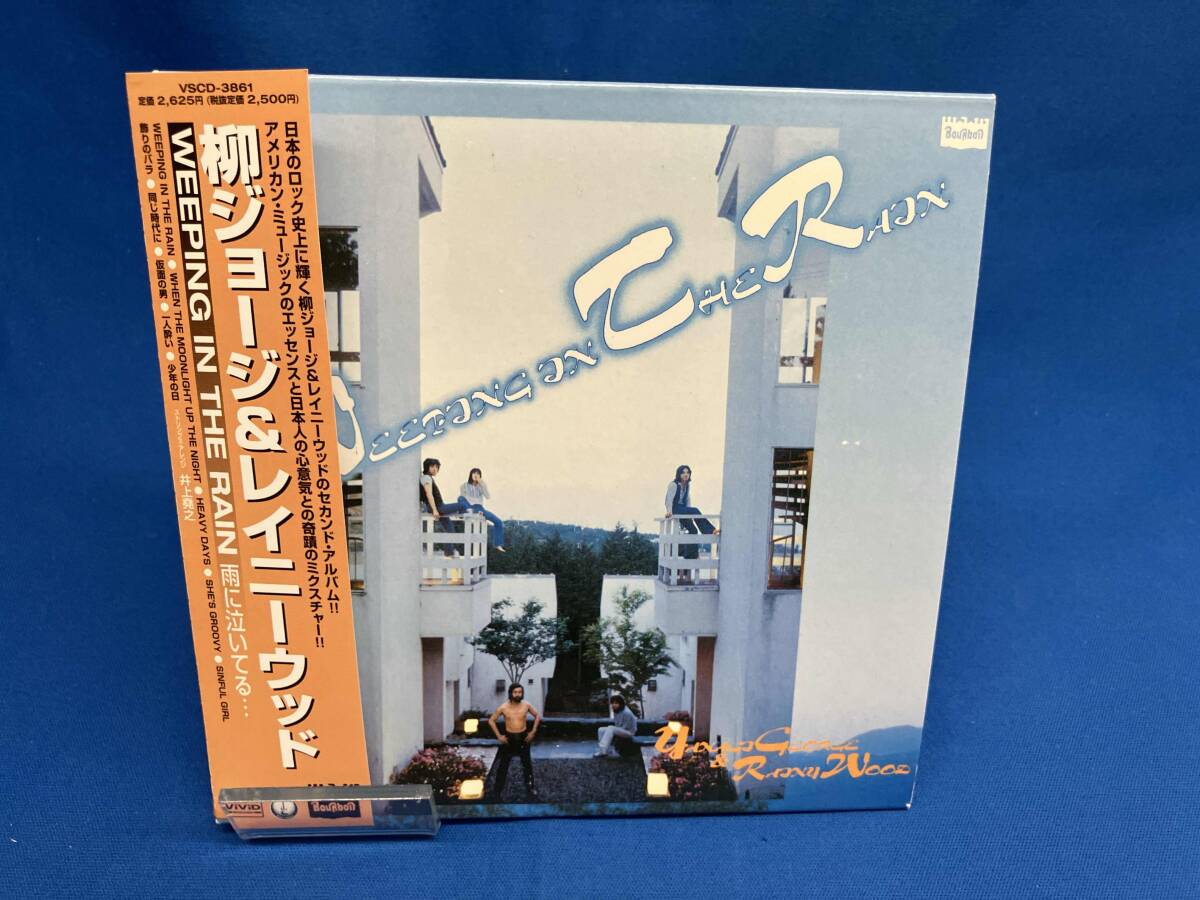 VSCD-3861
定価 2,625円 (税抜定価 2,500円)
日本のロック史上に輝く柳ジョージ&レイニーウッドのセカンド・アルバム!!
アメリカン・ミュージックのエッセンスと日本人の心意気との奇蹟のミクスチャー!!
柳ジョージ&レイニーウッド
WEEPING IN THE RAIN 雨に泣いてる…
WEEPING IN THE RAIN ● WHEN THE MOONLIGHT UP THE NIGHT ● HEAVY DAYS ● SHE'S GROOVY ● SINFUL GIRL
飾りのバラ ● 同じ時代に ● 仮面の男 ● 一人酔い ● 少年の日
井上堯之
ViViD
BouRboN
BouRboN
WEEPING IN THE RAIN
YANAGI GEORGE
& RAINY WOOD